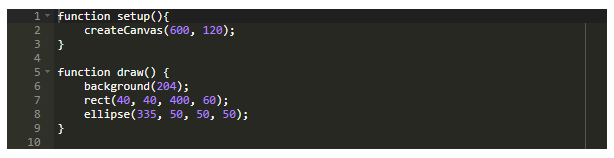 1 function setup(){
2     createCanvas(600, 120);
3 }
4
5 function draw() {
6     background(204);
7     rect(40, 40, 400, 60);
8     ellipse(335, 50, 50, 50);
9 }
10